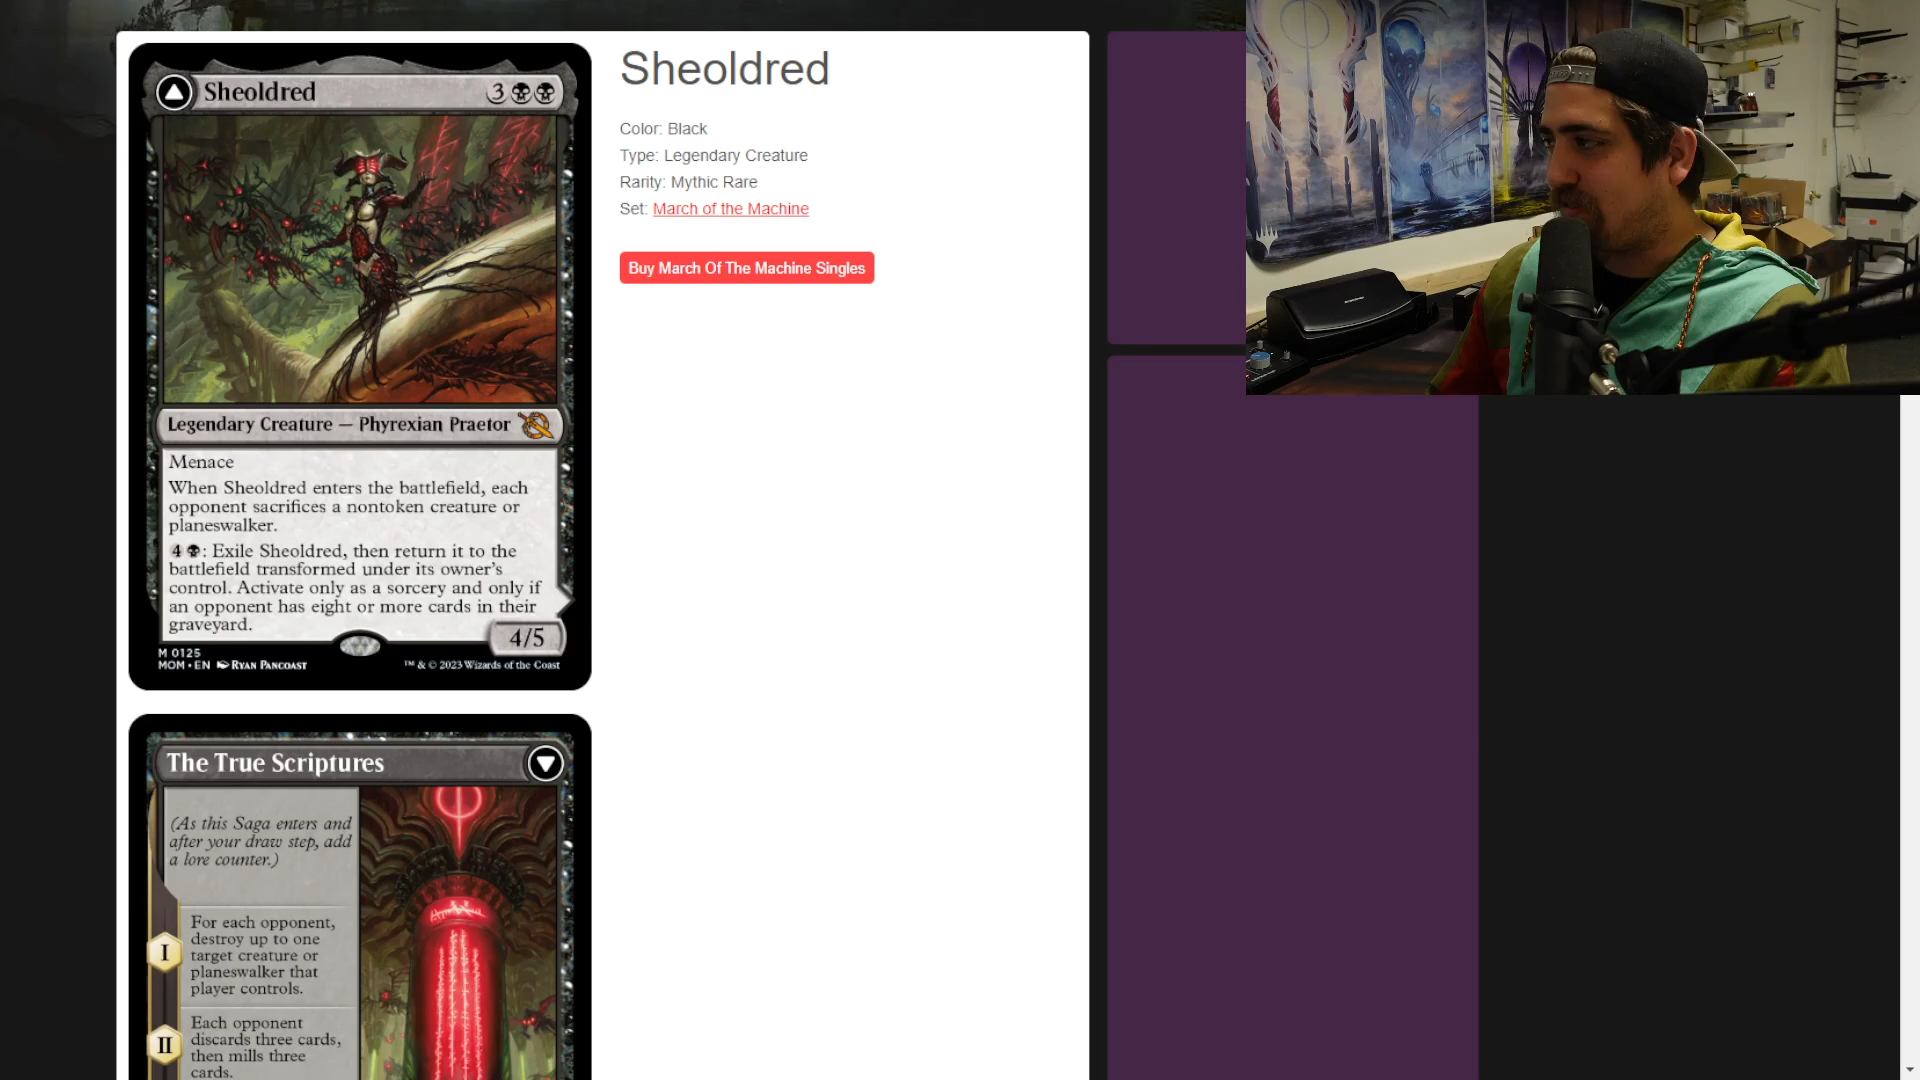 Sheoldred
3
Legendary Creature — Phyrexian Praetor
Menace
When Sheoldred enters the battlefield, each
opponent sacrifices a nontoken creature or
planeswalker.
4 : Exile Sheoldred, then return it to the
battlefield transformed under its owner's
control. Activate only as a sorcery and only if
an opponent has eight or more cards in their
graveyard.
4/5
M 0125
MOM • EN RYAN PANCOAST
™ & © 2023 Wizards of the Coast
Sheoldred
Color: Black
Type: Legendary Creature
Rarity: Mythic Rare
Set: March of the Machine
Buy March Of The Machine Singles
The True Scriptures
(As this Saga enters and
after your draw step, add
a lore counter.)
I
For each opponent,
destroy up to one
target creature or
planeswalker that
player controls.
II
Each opponent
discards three cards,
then mills three
cards.